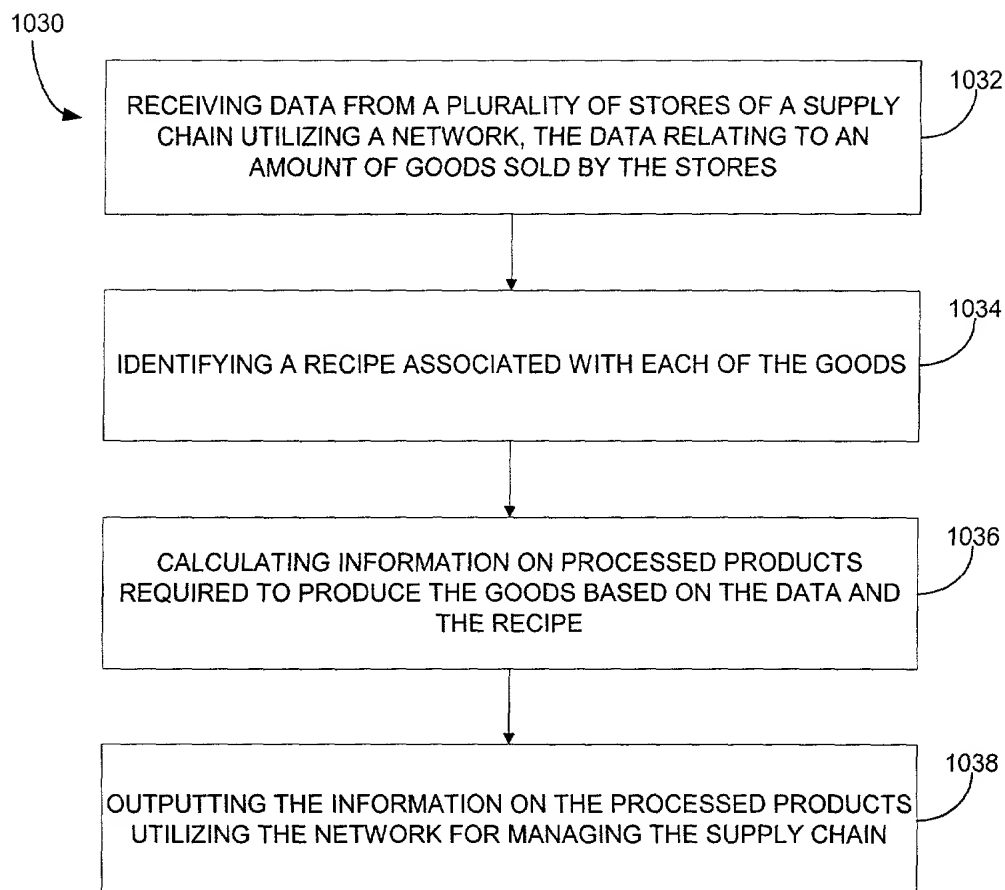 1030
1032
RECEIVING DATA FROM A PLURALITY OF STORES OF A SUPPLY
CHAIN UTILIZING A NETWORK, THE DATA RELATING TO AN
AMOUNT OF GOODS SOLD BY THE STORES
1034
IDENTIFYING A RECIPE ASSOCIATED WITH EACH OF THE GOODS
1036
CALCULATING INFORMATION ON PROCESSED PRODUCTS
REQUIRED TO PRODUCE THE GOODS BASED ON THE DATA AND
THE RECIPE
1038
OUTPUTTING THE INFORMATION ON THE PROCESSED PRODUCTS
UTILIZING THE NETWORK FOR MANAGING THE SUPPLY CHAIN